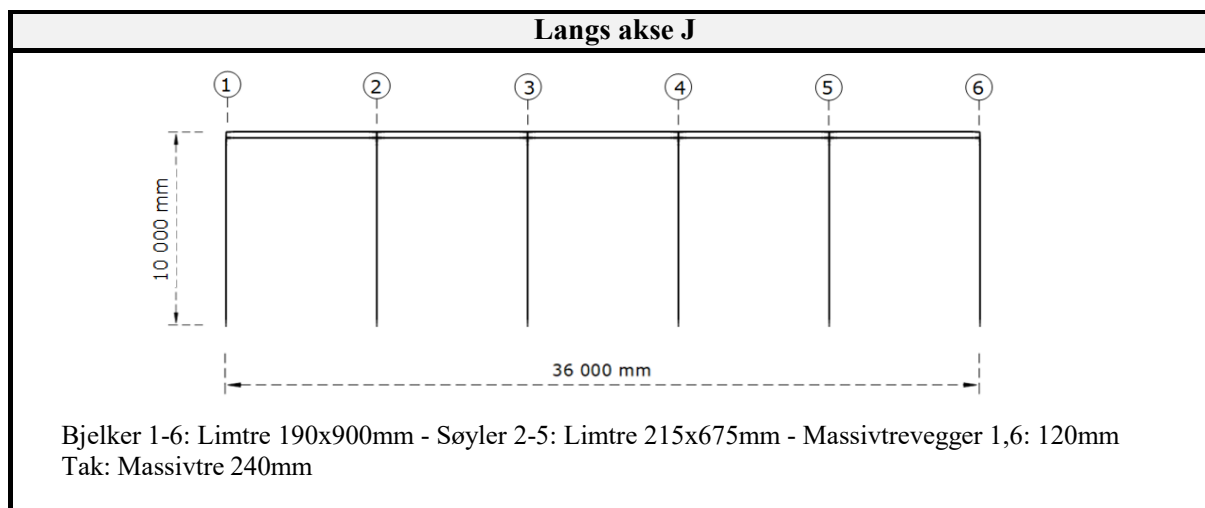 Langs akse J
1 2 3 4 5 6
10 000 mm
36 000 mm
Bjelker 1-6: Limtre 190x900mm - Søyler 2-5: Limtre 215x675mm - Massivtrevegger 1,6: 120mm
Tak: Massivtre 240mm